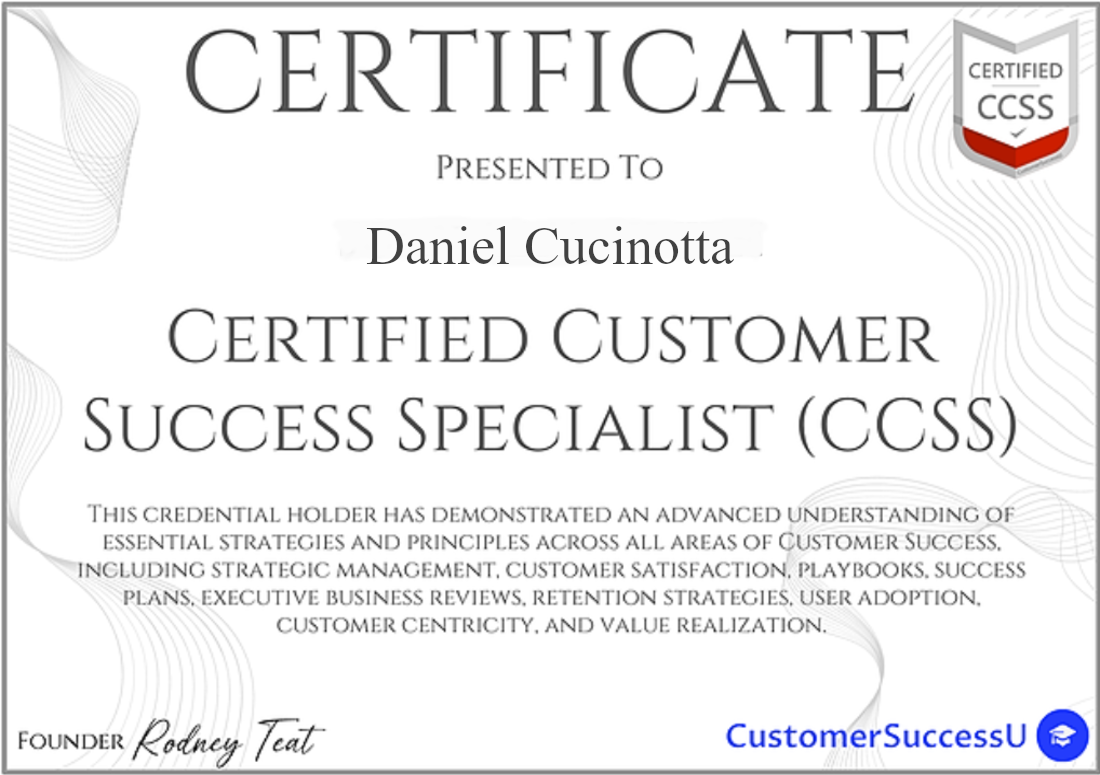 CERTIFICATE
CERTIFIED
CCSS
PRESENTED TO
Daniel Cucinotta
CERTIFIED CUSTOMER
SUCCESS SPECIALIST (CCSS)
THIS CREDENTIAL HOLDER HAS DEMONSTRATED AN ADVANCED UNDERSTANDING OF
ESSENTIAL STRATEGIES AND PRINCIPLES ACROSS ALL AREAS OF CUSTOMER SUCCESS,
INCLUDING STRATEGIC MANAGEMENT, CUSTOMER SATISFACTION, PLAYBOOKS, SUCCESS
PLANS, EXECUTIVE BUSINESS REVIEWS, RETENTION STRATEGIES, USER ADOPTION,
CUSTOMER CENTRICITY, AND VALUE REALIZATION.
FOUNDER Rodney Teat
CustomerSuccessU